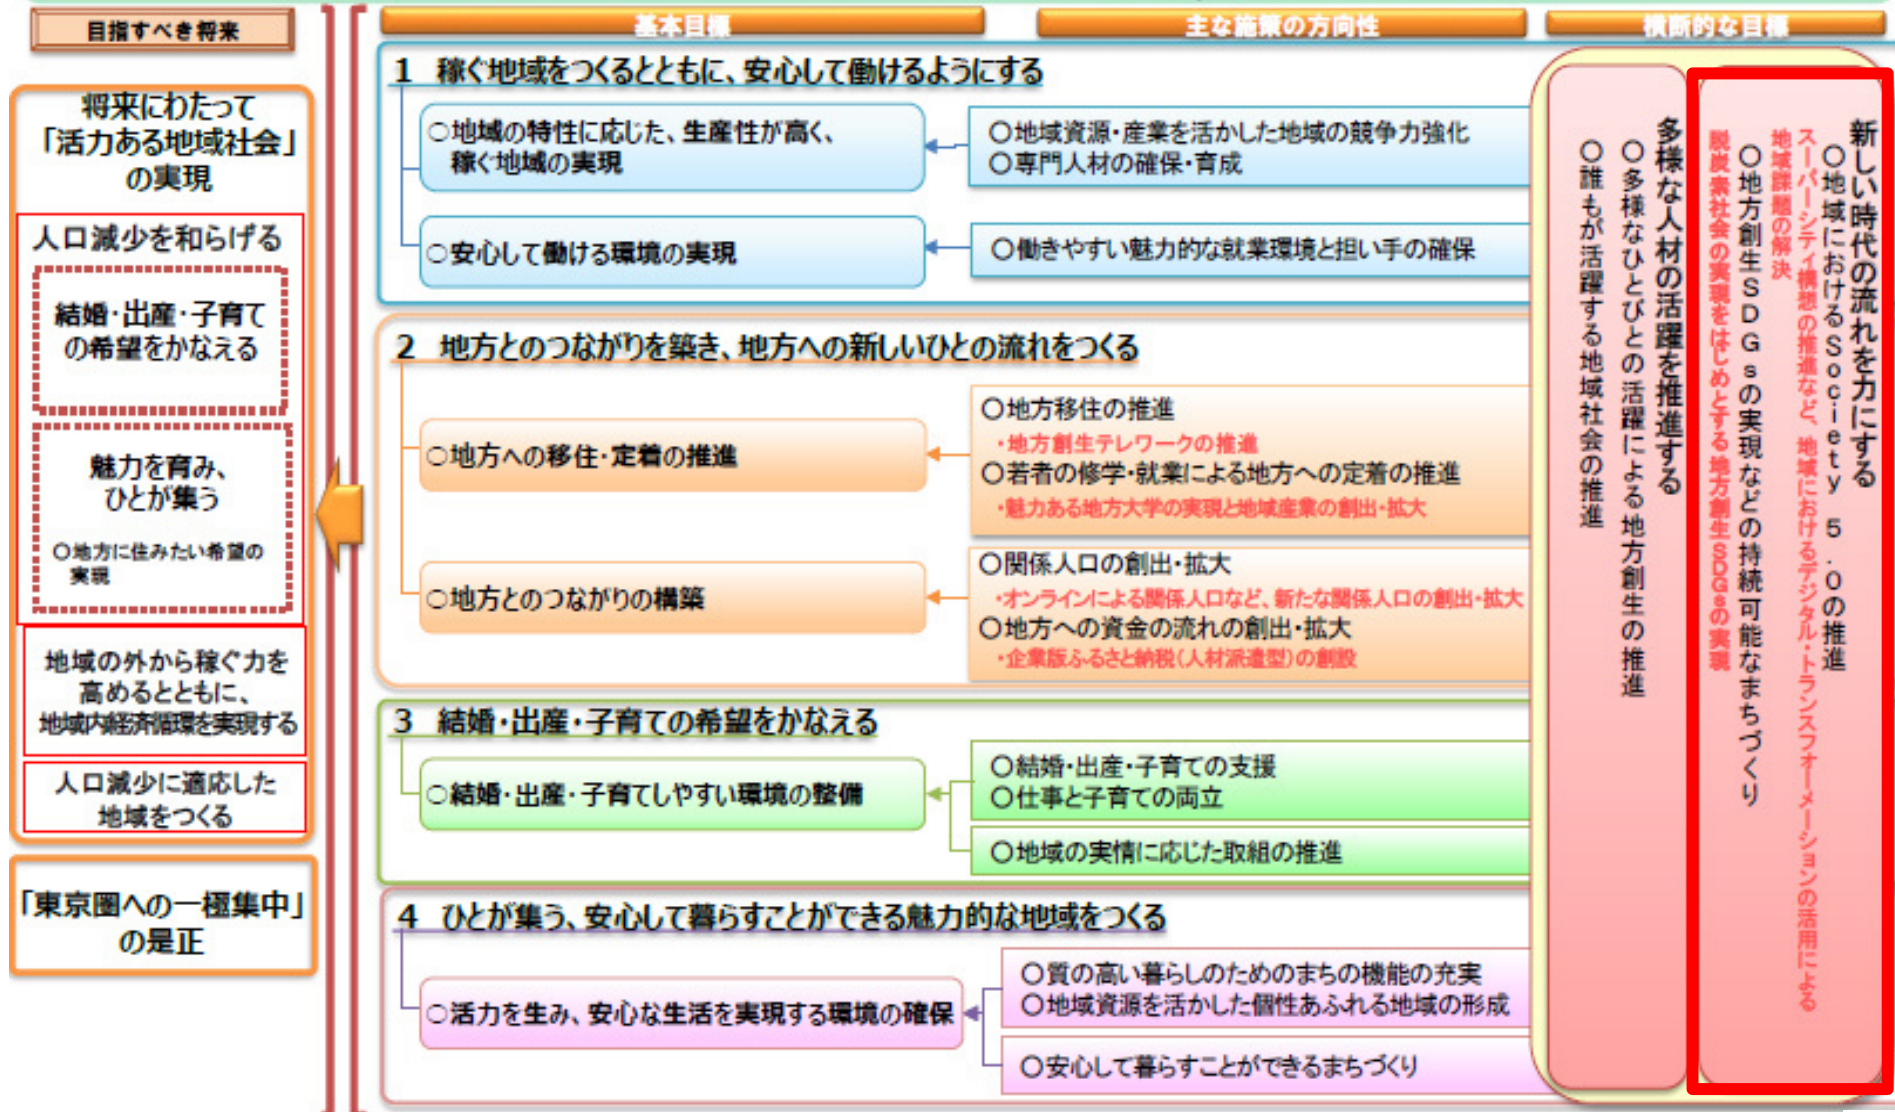 目指すべき将来
基本目標
主な施策の方向性
横断的な目標
将来にわたって
「活力ある地域社会」
の実現
人口減少を和らげる
結婚・出産・子育て
の希望をかなえる
魅力を育み、
ひとが集う
○地方に住みたい希望の
実現
地域の外から稼ぐ力を
高めるとともに、
地域内経済循環を実現する
人口減少に適応した
地域をつくる
「東京圏への一極集中」
の是正
1 稼ぐ地域をつくるとともに、安心して働けるようにする
○地域の特性に応じた、生産性が高く、
稼ぐ地域の実現
○地域資源・産業を活かした地域の競争力強化
○専門人材の確保・育成
○安心して働ける環境の実現
○働きやすい魅力的な就業環境と担い手の確保
2 地方とのつながりを築き、地方への新しいひとの流れをつくる
○地方への移住・定着の推進
○地方移住の推進
・地方創生テレワークの推進
○若者の修学・就業による地方への定着の推進
・魅力ある地方大学の実現と地域産業の創出・拡大
○地方とのつながりの構築
○関係人口の創出・拡大
・オンラインによる関係人口など、新たな関係人口の創出・拡大
○地方への資金の流れの創出・拡大
・企業版ふるさと納税(人材派遣型)の創設
3 結婚・出産・子育ての希望をかなえる
○結婚・出産・子育てしやすい環境の整備
○結婚・出産・子育ての支援
○仕事と子育ての両立
○地域の実情に応じた取組の推進
4 ひとが集う、安心して暮らすことができる魅力的な地域をつくる
○活力を生み、安心な生活を実現する環境の確保
○質の高い暮らしのためのまちの機能の充実
○地域資源を活かした個性あふれる地域の形成
○安心して暮らすことができるまちづくり
新しい時代の流れを力にする
○地域におけるSociety 5.0の推進
スーパーシティ構想の推進など、地域におけるデジタル・トランスフォーメーションの活用による
地域課題の解決
○地方創生SDGsの実現などの持続可能なまちづくり
脱炭素社会の実現をはじめとする地方創生SDGsの実現
多様な人材の活躍を推進する
○多様なひとびとの活躍による地方創生の推進
○誰もが活躍する地域社会の推進